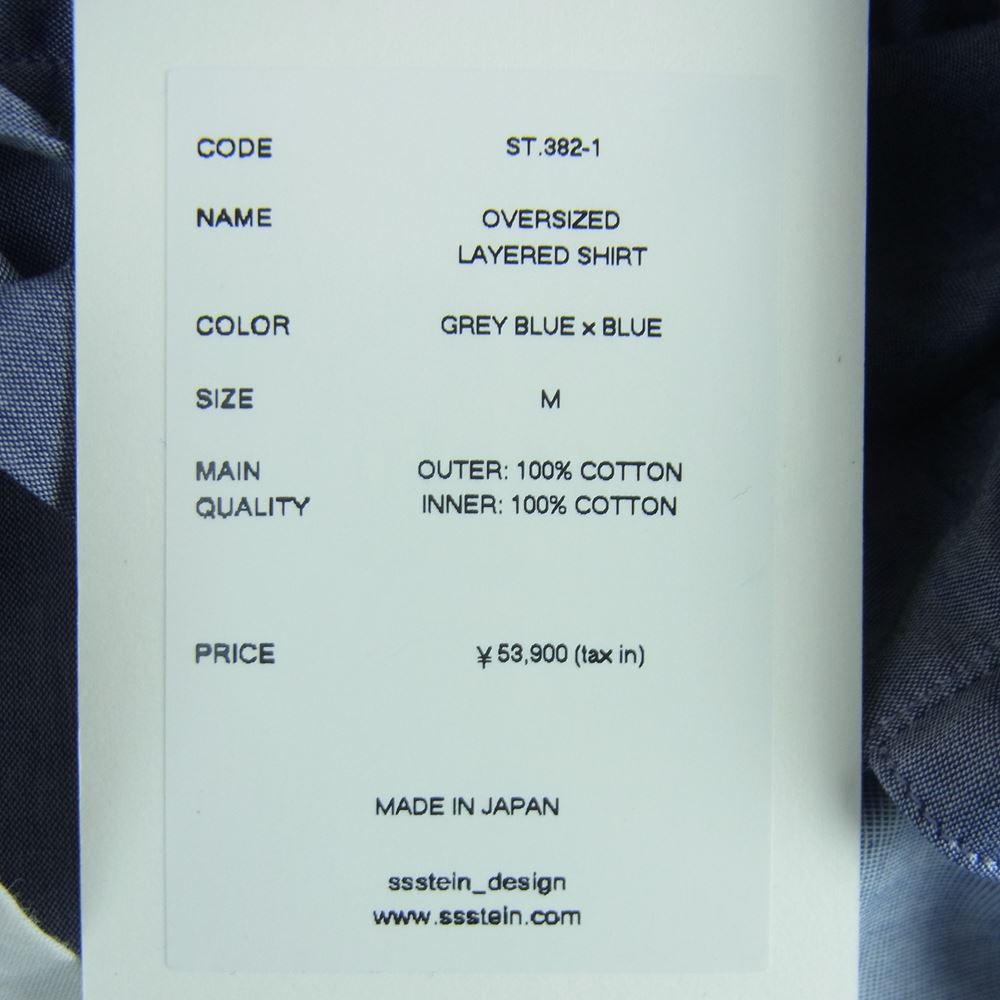 CODE ST.382-1
NAME OVERSIZED
LAYERED SHIRT
COLOR GREY BLUE x BLUE
SIZE M
MAIN OUTER: 100% COTTON
QUALITY INNER: 100% COTTON
PRICE ¥ 53,900 (tax in)
MADE IN JAPAN
ssstein_design
www.ssstein.com